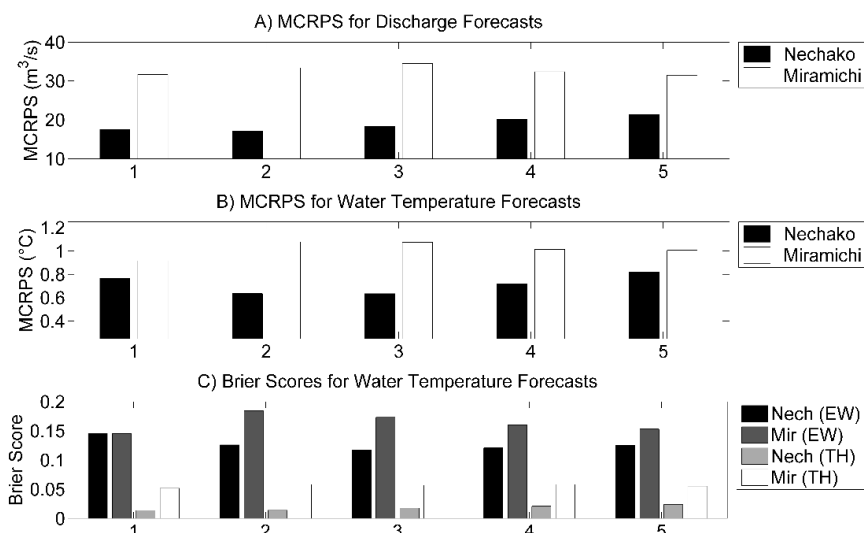 A) MCRPS for Discharge Forecasts
MCRPS (m³/s)
40
30
20
10
1 2 3 4 5
Nechako
Miramichi
B) MCRPS for Water Temperature Forecasts
MCRPS (°C)
1.2
1
0.8
0.6
0.4
1 2 3 4 5
Nechako
Miramichi
C) Brier Scores for Water Temperature Forecasts
Brier Score
0.2
0.15
0.1
0.05
0
1 2 3 4 5
Nech (EW)
Mir (EW)
Nech (TH)
Mir (TH)